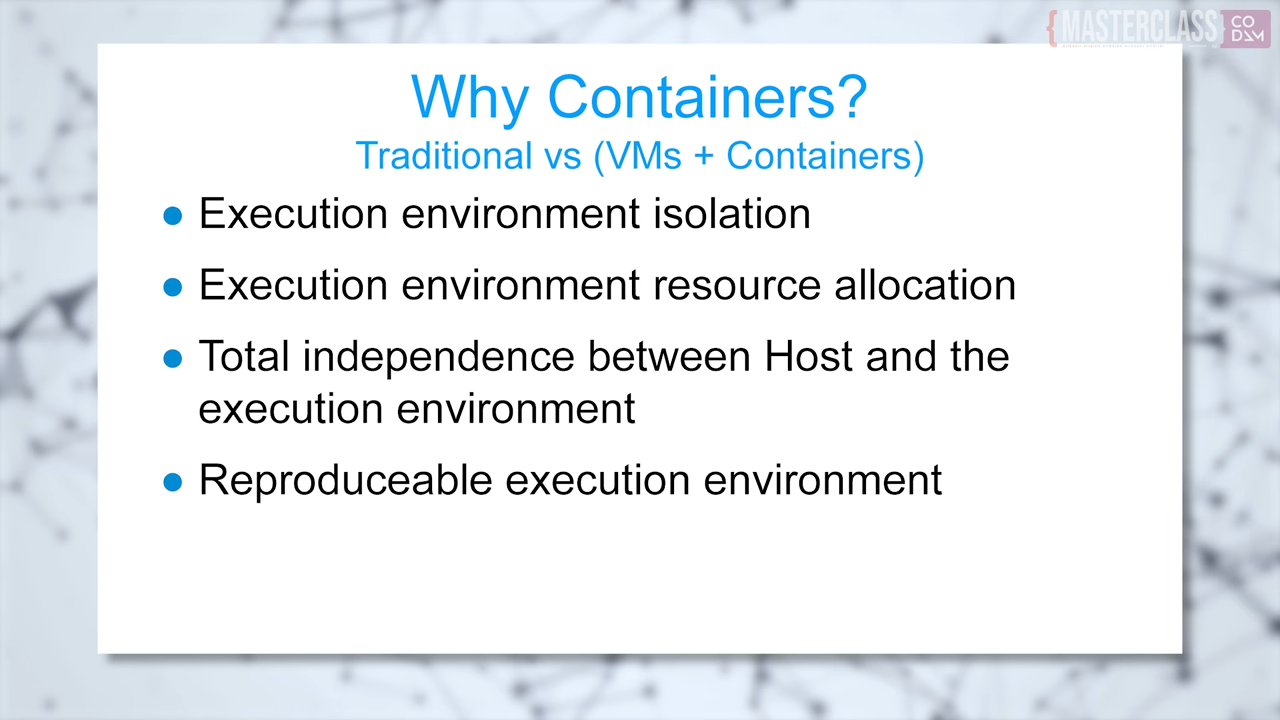 {MASTERCLASS
CO
D/\M
Why Containers?
Traditional vs (VMs + Containers)
● Execution environment isolation
● Execution environment resource allocation
● Total independence between Host and the
execution environment
● Reproduceable execution environment